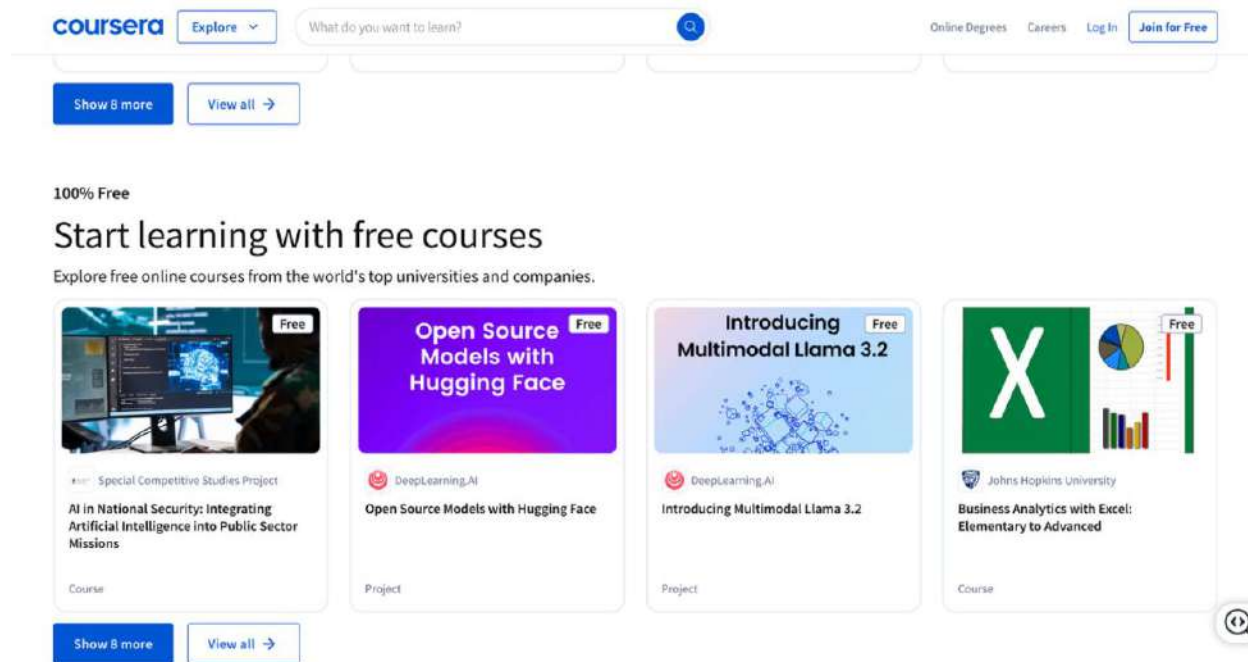 coursera
Explore
What do you want to learn?
Online Degrees
Careers
Log In
Join for Free
Show 8 more
View all →
100% Free
Start learning with free courses
Explore free online courses from the world's top universities and companies.
Free
Special Competitive Studies Project
AI in National Security: Integrating
Artificial Intelligence into Public Sector
Missions
Course
Open Source
Models with
Hugging Face
Free
DeepLearning.AI
Open Source Models with Hugging Face
Project
Introducing
Multimodal Llama 3.2
Free
DeepLearning.AI
Introducing Multimodal Llama 3.2
Project
X
Free
Johns Hopkins University
Business Analytics with Excel:
Elementary to Advanced
Course
Show 8 more
View all →